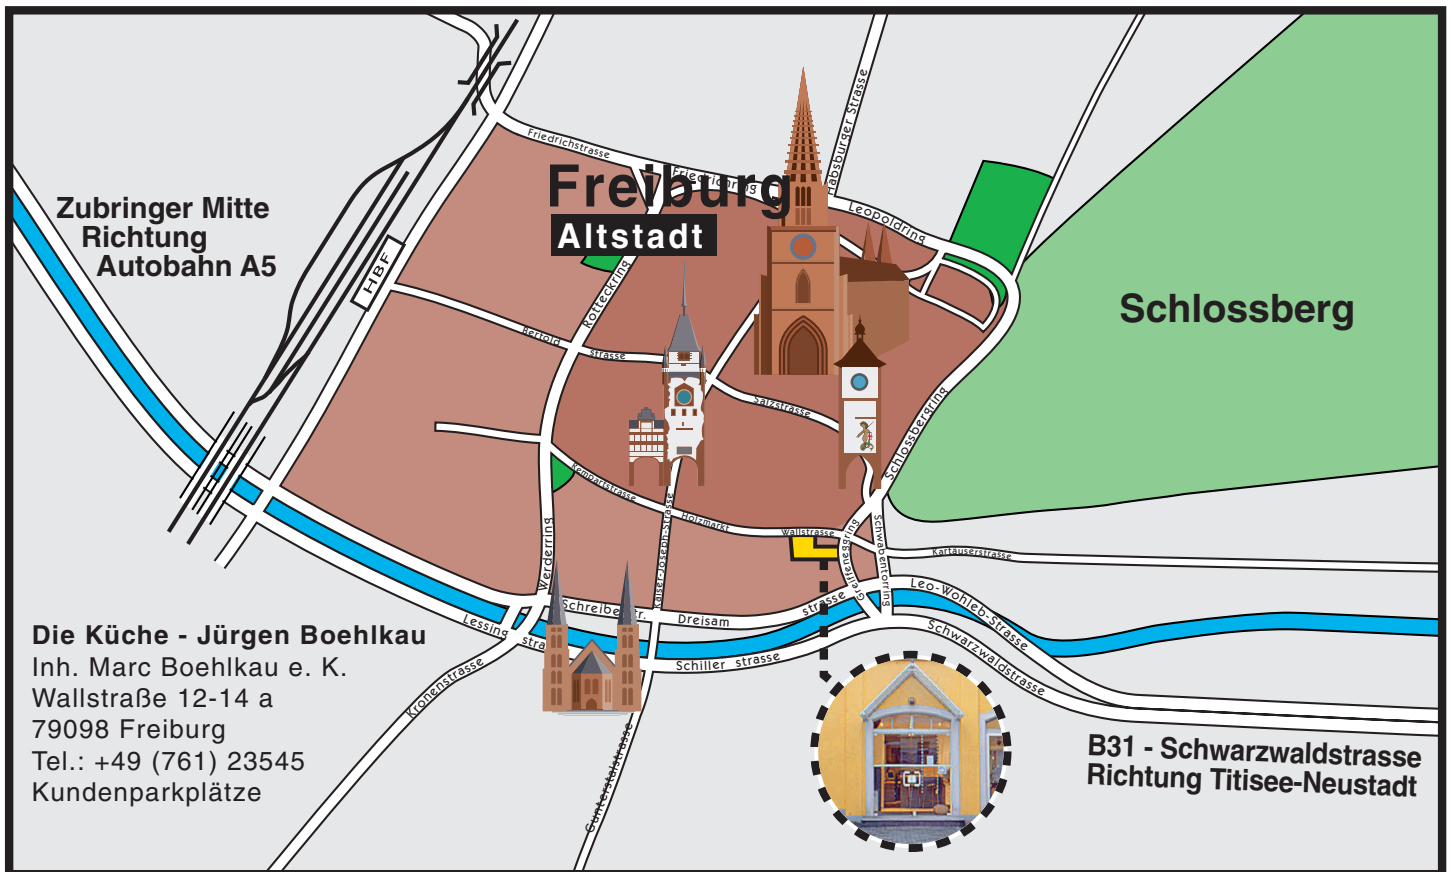 Friedrichstrasse
Friedrichring
Habsburger Strasse
Freiburg
Altstadt
Leopoldring
Zubringer Mitte
Richtung
Autobahn A5
HBF
Rotteckring
Schlossberg
Bertold strasse
Salzstrasse
Schlossbergring
Rempartstrasse
Holzmarkt
Wallstrasse
Greiffeneggring
Schwabentorring
Kartäuserstrasse
Werderring
Kaiser-Joseph-Strasse
Schreiberstr.
Dreisam strasse
Leo-Wohleb-Strasse
Lessing stra
Schiller strasse
Schwarzwaldstrasse
Kronenstrasse
Günterstalstrasse
Die Küche - Jürgen Boehlkau
Inh. Marc Boehlkau e. K.
Wallstraße 12-14 a
79098 Freiburg
Tel.: +49 (761) 23545
Kundenparkplätze
B31 - Schwarzwaldstrasse
Richtung Titisee-Neustadt